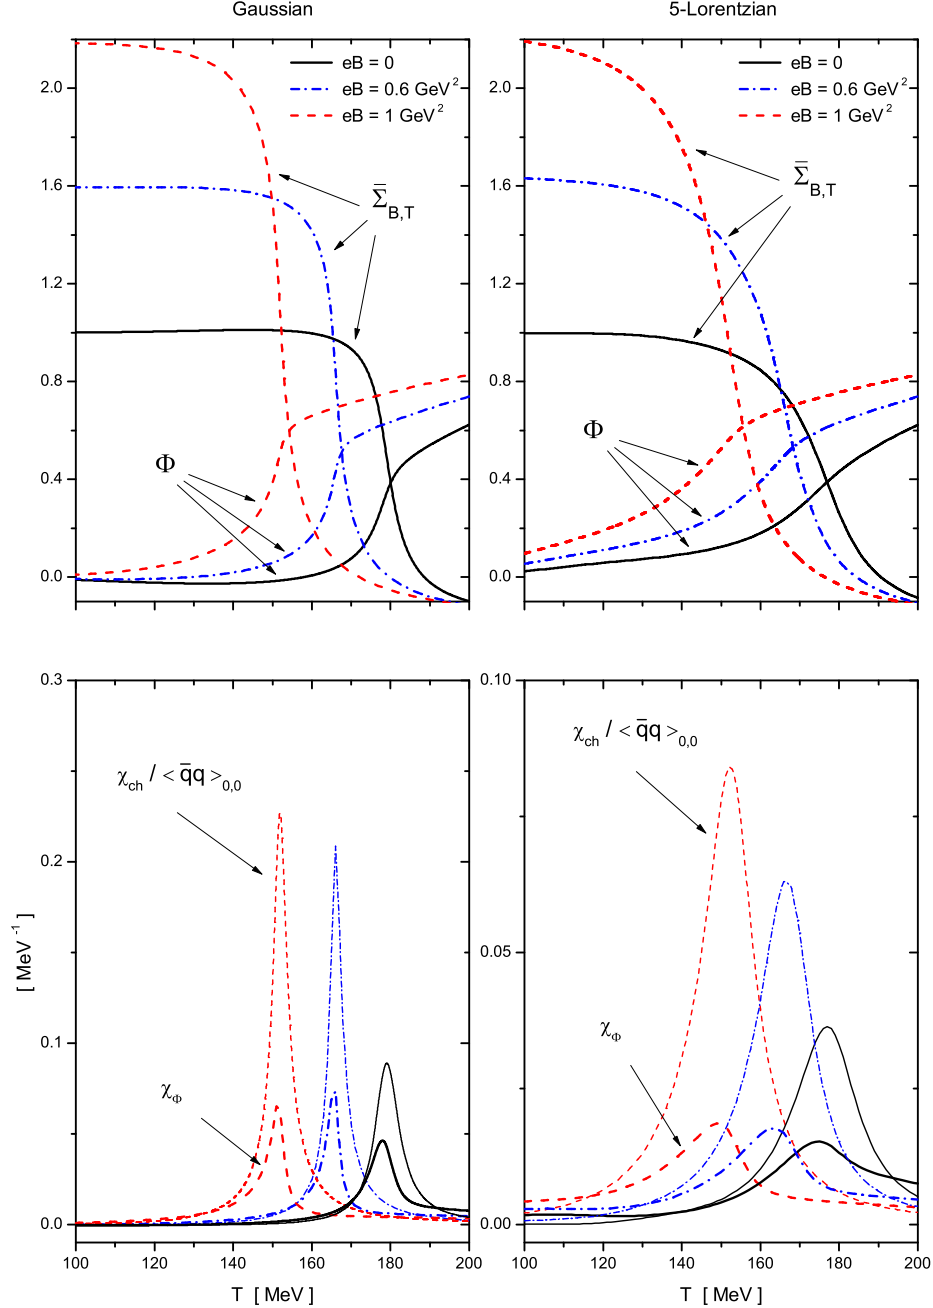 Gaussian
5-Lorentzian
eB = 0
eB = 0.6 GeV²
eB = 1 GeV²
Σ̄ B,T
Φ
2.0
1.6
1.2
0.8
0.4
0.0
eB = 0
eB = 0.6 GeV²
eB = 1 GeV²
Σ̄ B,T
Φ
2.0
1.6
1.2
0.8
0.4
0.0
0.3
0.2
0.1
0.0
[ MeV⁻¹ ]
χch / < q̄q >0,0
χΦ
100 120 140 160 180 200
T [ MeV ]
0.10
0.05
0.00
χch / < q̄q >0,0
χΦ
100 120 140 160 180 200
T [ MeV ]